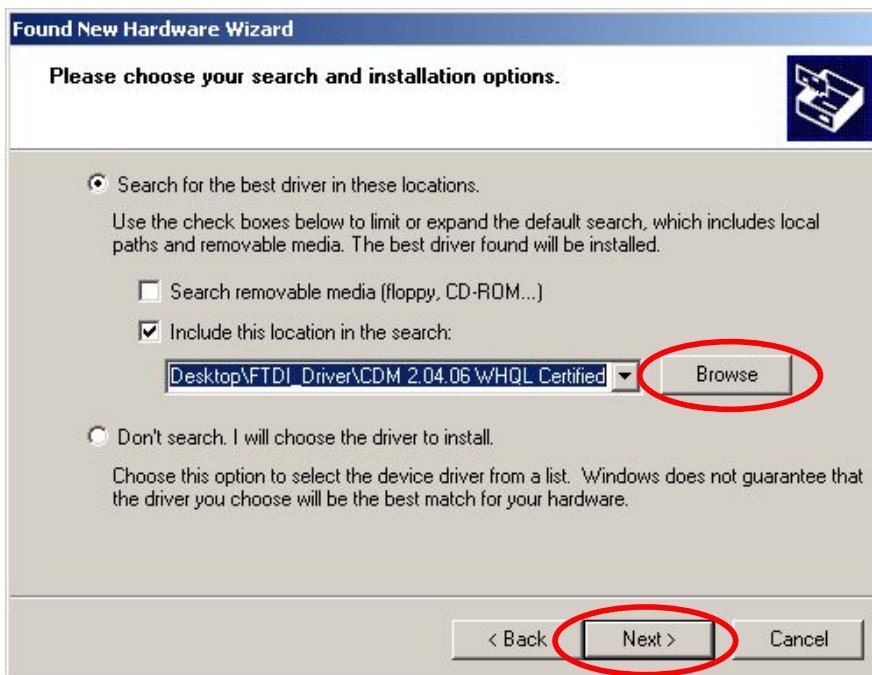 Found New Hardware Wizard
Please choose your search and installation options.
Search for the best driver in these locations.
Use the check boxes below to limit or expand the default search, which includes local
paths and removable media. The best driver found will be installed.
Search removable media (floppy, CD-ROM...)
Include this location in the search:
Desktop\FTDI_Driver\CDM 2.04.06 WHQL Certified
Browse
Don't search. I will choose the driver to install.
Choose this option to select the device driver from a list. Windows does not guarantee that
the driver you choose will be the best match for your hardware.
< Back Next > Cancel